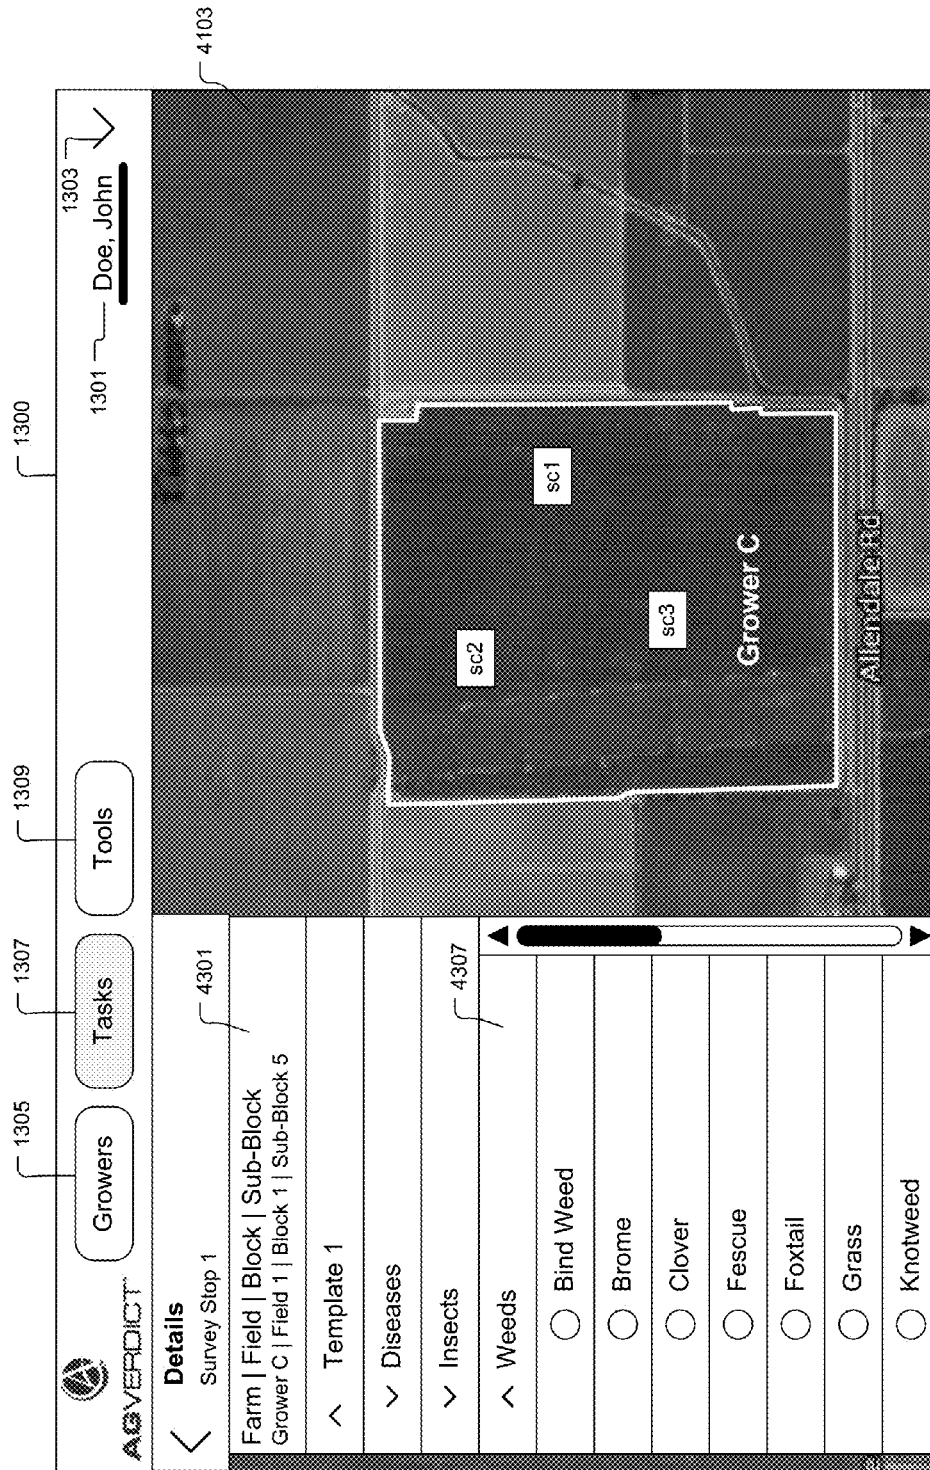 1300
1305
1307
1309
1301
1303
AGVERDICT
Growers
Tasks
Tools
Doe, John
Details
Survey Stop 1
4301
Farm | Field | Block | Sub-Block
Grower C | Field 1 | Block 1 | Sub-Block 5
Template 1
Diseases
Insects
4307
Weeds
Bind Weed
Brome
Clover
Fescue
Foxtail
Grass
Knotweed
4103
sc1
sc2
sc3
Grower C
Allendale Rd